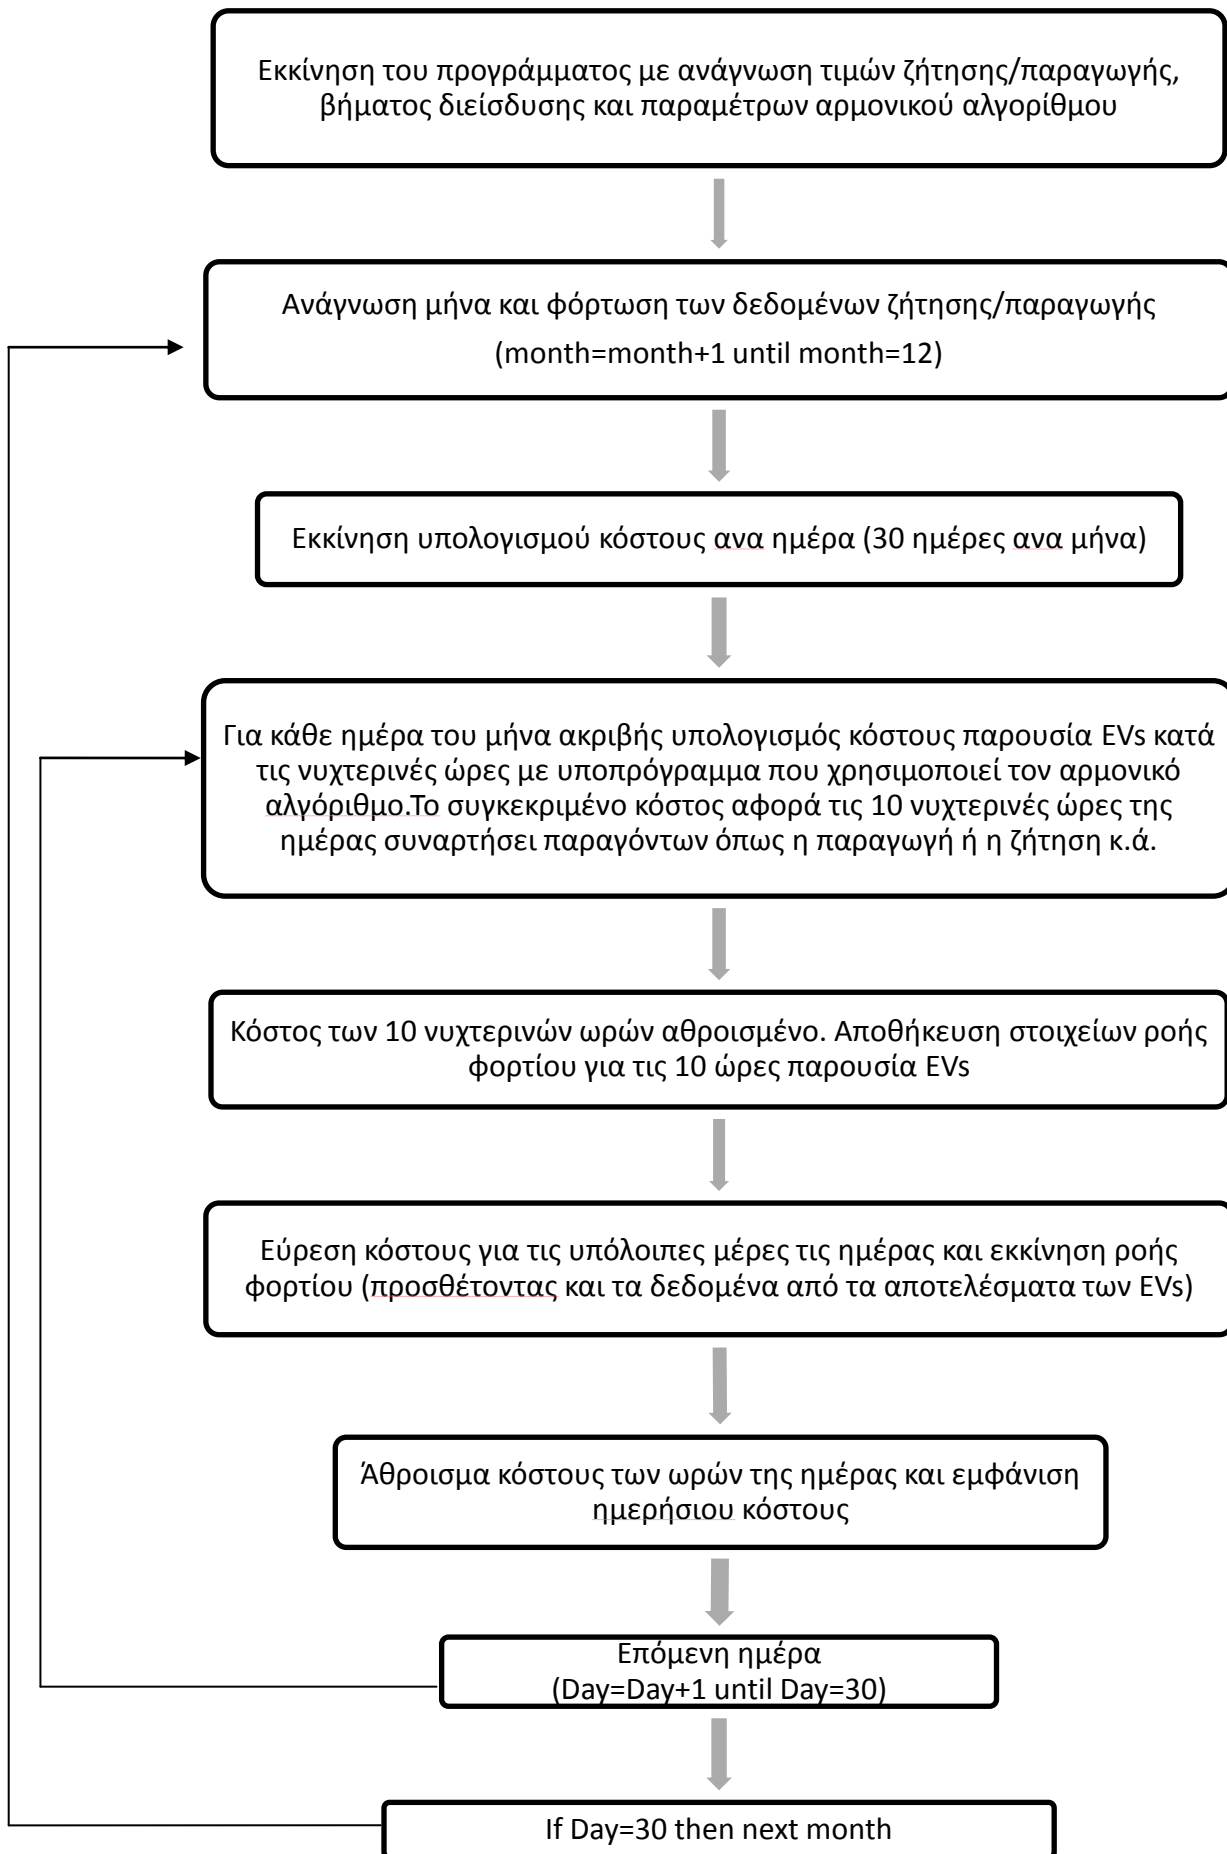 Εκκίνηση του προγράμματος με ανάγνωση τιμών ζήτησης/παραγωγής,
βήματος διείσδυσης και παραμέτρων αρμονικού αλγορίθμου
Ανάγνωση μήνα και φόρτωση των δεδομένων ζήτησης/παραγωγής
(month=month+1 until month=12)
Εκκίνηση υπολογισμού κόστους ανα ημέρα (30 ημέρες ανα μήνα)
Για κάθε ημέρα του μήνα ακριβής υπολογισμός κόστους παρουσία EVs κατά
τις νυχτερινές ώρες με υποπρόγραμμα που χρησιμοποιεί τον αρμονικό
αλγόριθμο.Το συγκεκριμένο κόστος αφορά τις 10 νυχτερινές ώρες της
ημέρας συναρτήσει παραγόντων όπως η παραγωγή ή η ζήτηση κ.ά.
Κόστος των 10 νυχτερινών ωρών αθροισμένο. Αποθήκευση στοιχείων ροής
φορτίου για τις 10 ώρες παρουσία EVs
Εύρεση κόστους για τις υπόλοιπες μέρες τις ημέρας και εκκίνηση ροής
φορτίου (προσθέτοντας και τα δεδομένα από τα αποτελέσματα των EVs)
Άθροισμα κόστους των ωρών της ημέρας και εμφάνιση
ημερήσιου κόστους
Επόμενη ημέρα
(Day=Day+1 until Day=30)
If Day=30 then next month